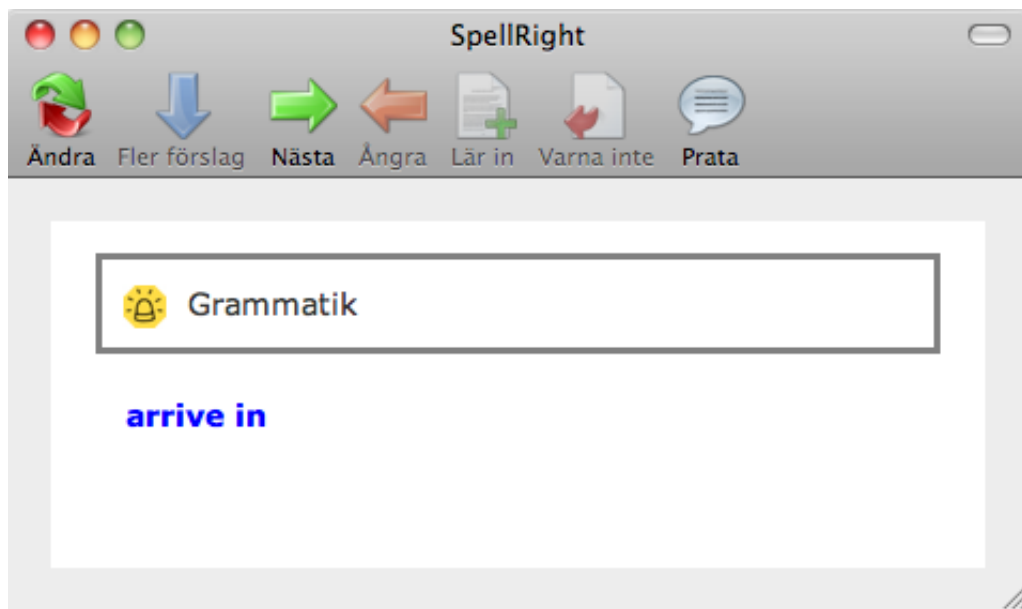 SpellRight
Ändra Fler förslag Nästa Ångra Lär in Varna inte Prata
Grammatik
arrive in